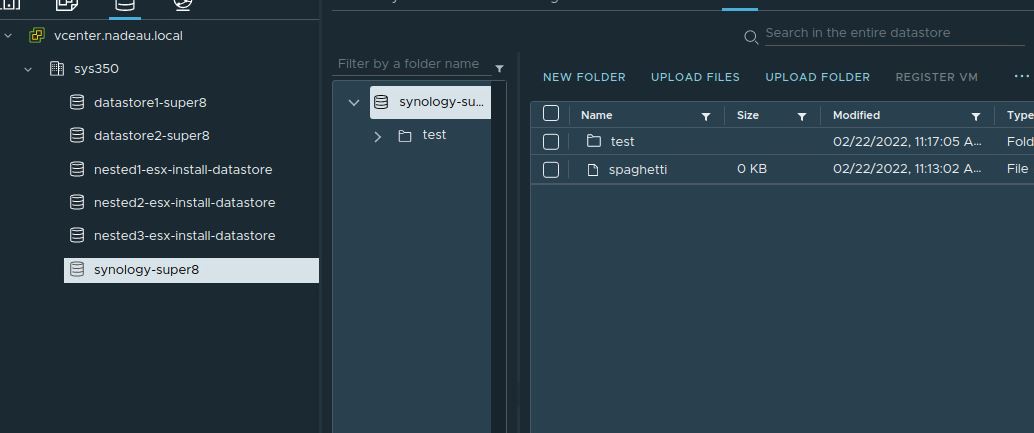 vcenter.nadeau.local
sys350
datastore1-super8
datastore2-super8
nested1-esx-install-datastore
nested2-esx-install-datastore
nested3-esx-install-datastore
synology-super8
Filter by a folder name
synology-su...
test
Search in the entire datastore
NEW FOLDER UPLOAD FILES UPLOAD FOLDER REGISTER VM ...
Name Size Modified Type
test 02/22/2022, 11:17:05 A... Fold
spaghetti 0 KB 02/22/2022, 11:13:02 A... File